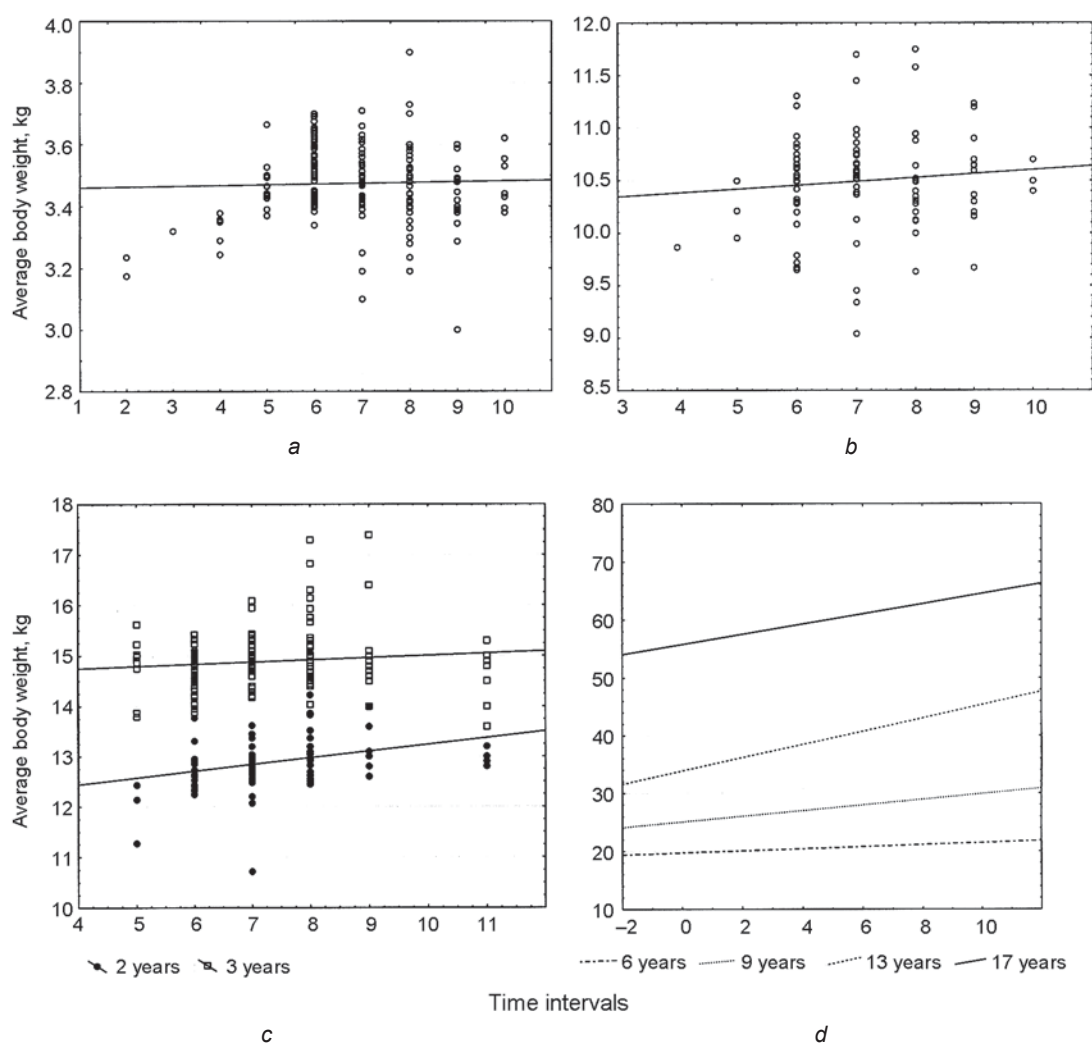 Average body weight, kg
4.0
3.8
3.6
3.4
3.2
3.0
2.8
1 2 3 4 5 6 7 8 9 10
a
12.0
11.5
11.0
10.5
10.0
9.5
9.0
8.5
3 4 5 6 7 8 9 10
b
Average body weight, kg
18
17
16
15
14
13
12
11
10
4 5 6 7 8 9 10 11
2 years 3 years
80
70
60
50
40
30
20
10
–2 0 2 4 6 8 10
6 years 9 years 13 years 17 years
Time intervals
c d